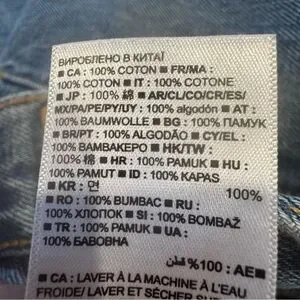 ВИРОБЛЕНО В КИТАЇ
■ CA : 100% COTON ■ FR/MA :
100% COTON ■ IT : 100% COTONE
■ JP : 100% 綿 ■ AR/CL/CO/CR/ES/
MX/PA/PE/PY/UY : 100% algodón ■ AT :
100% BAUMWOLLE ■ BG : 100% ПАМУК
■ BR/PT : 100% ALGODÃO ■ CY/EL :
100% ΒΑΜΒΑΚΕΡΟ ■ HK/TW :
100% 棉 ■ HR : 100% PAMUK ■ HU :
100% PAMUT ■ ID : 100% KAPAS
■ KR : 면 100%
■ RO : 100% BUMBAC ■ RU :
100% ХЛОПОК ■ SI : 100% BOMBAŽ
■ TR : 100% PAMUK ■ UA :
100% БАВОВНА
■ AE: 100% قطن
■ CA : LAVER À LA MACHINE À L'EAU
FROIDE/ LAVER ET SÉCHER